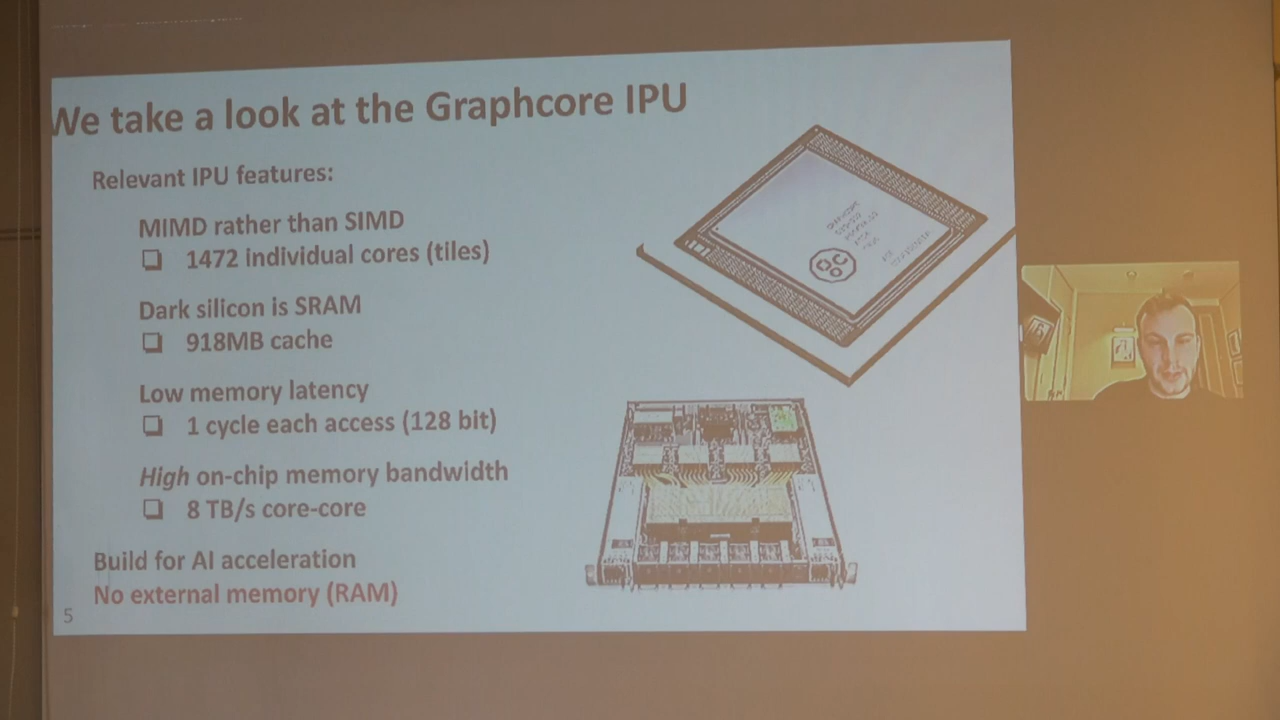 We take a look at the Graphcore IPU
Relevant IPU features:
MIMD rather than SIMD
❑ 1472 individual cores (tiles)
Dark silicon is SRAM
❑ 918MB cache
Low memory latency
❑ 1 cycle each access (128 bit)
High on-chip memory bandwidth
❑ 8 TB/s core-core
Build for AI acceleration
No external memory (RAM)
5